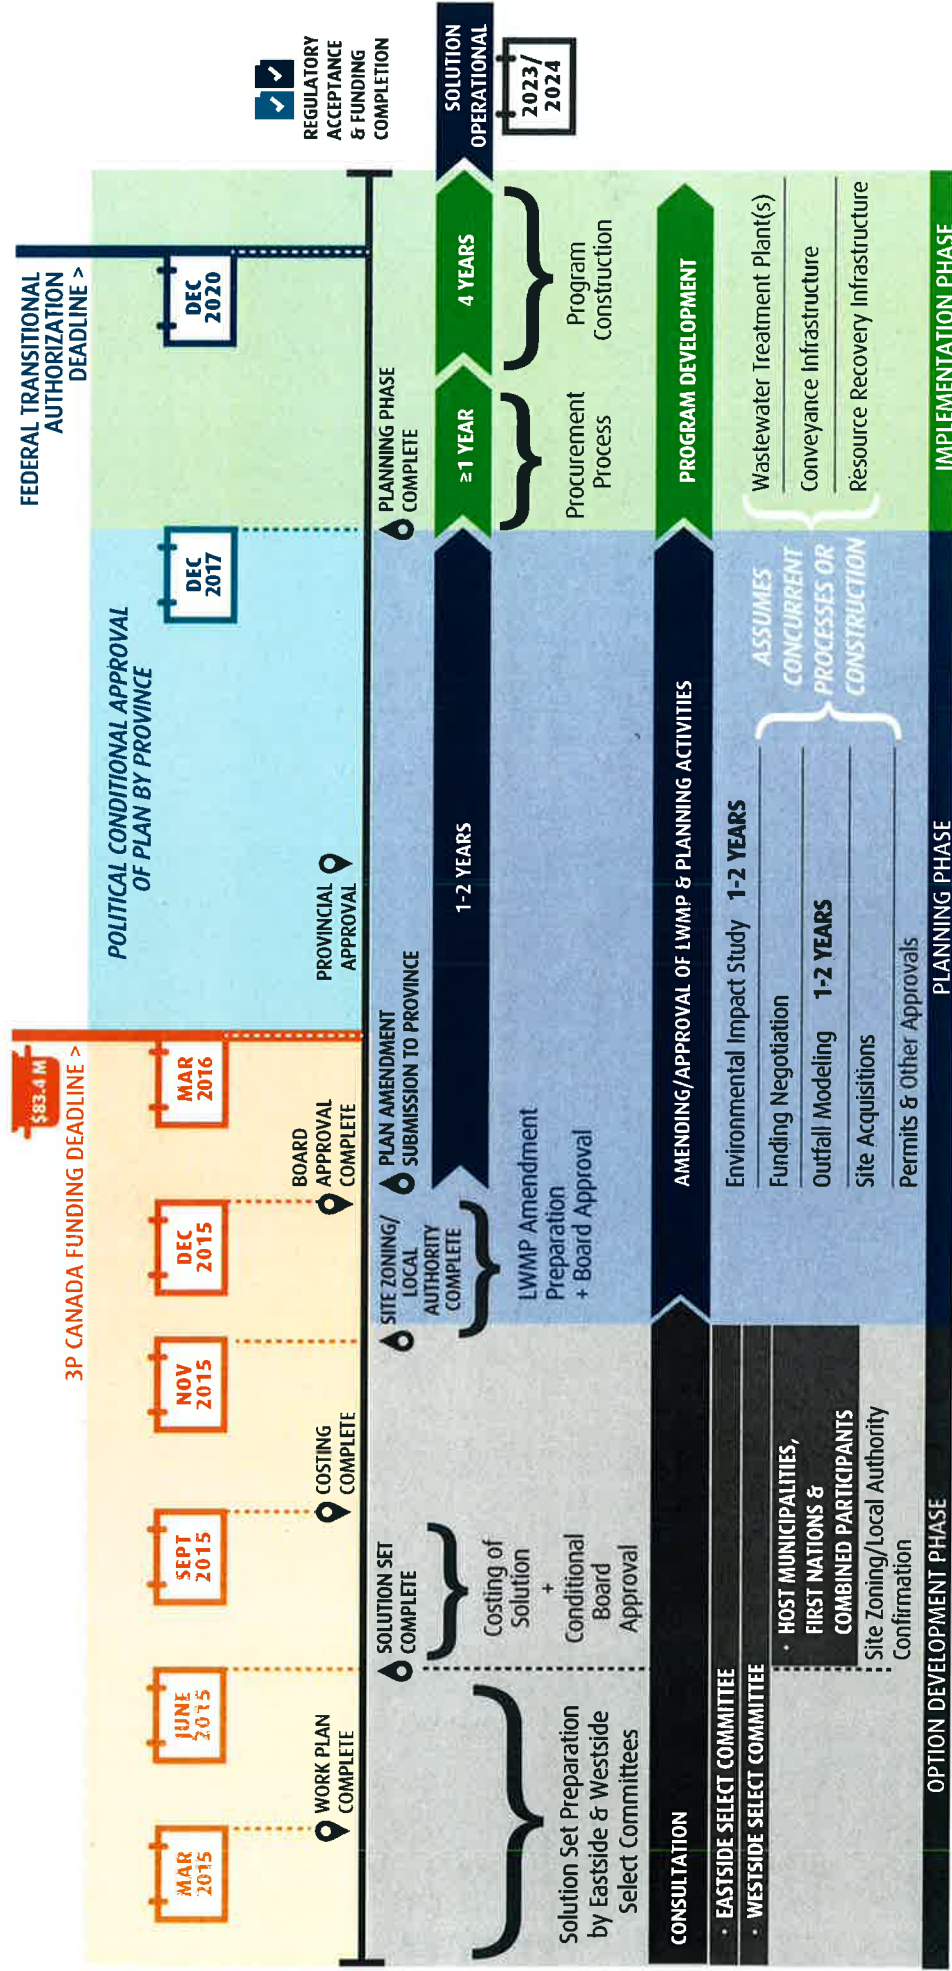 $83.4 M
3P CANADA FUNDING DEADLINE >
FEDERAL TRANSITIONAL
AUTHORIZATION
DEADLINE >
POLITICAL CONDITIONAL APPROVAL
OF PLAN BY PROVINCE
MAR
2015
JUNE
2015
SEPT
2015
NOV
2015
DEC
2015
MAR
2016
DEC
2017
DEC
2020
REGULATORY
ACCEPTANCE
& FUNDING
COMPLETION
WORK PLAN
COMPLETE
COSTING
COMPLETE
BOARD
APPROVAL
COMPLETE
PROVINCIAL
APPROVAL
SOLUTION SET
COMPLETE
SITE ZONING/
LOCAL
AUTHORITY
COMPLETE
PLAN AMENDMENT
SUBMISSION TO PROVINCE
PLANNING PHASE
COMPLETE
1-2 YEARS
≥1 YEAR
4 YEARS
SOLUTION
OPERATIONAL
2023/
2024
Solution Set Preparation
by Eastside & Westside
Select Committees
Costing of
Solution
+
Conditional
Board
Approval
LWMP Amendment
Preparation
+ Board Approval
Procurement
Process
Program
Construction
CONSULTATION
AMENDING/APPROVAL OF LWMP & PLANNING ACTIVITIES
PROGRAM DEVELOPMENT
· EASTSIDE SELECT COMMITTEE
· WESTSIDE SELECT COMMITTEE
· HOST MUNICIPALITIES,
FIRST NATIONS &
COMBINED PARTICIPANTS
Site Zoning/Local Authority
Confirmation
Environmental Impact Study 1-2 YEARS
Funding Negotiation
Outfall Modeling 1-2 YEARS
Site Acquisitions
Permits & Other Approvals
ASSUMES
CONCURRENT
PROCESSES OR
CONSTRUCTION
Wastewater Treatment Plant(s)
Conveyance Infrastructure
Resource Recovery Infrastructure
OPTION DEVELOPMENT PHASE
PLANNING PHASE
IMPLEMENTATION PHASE